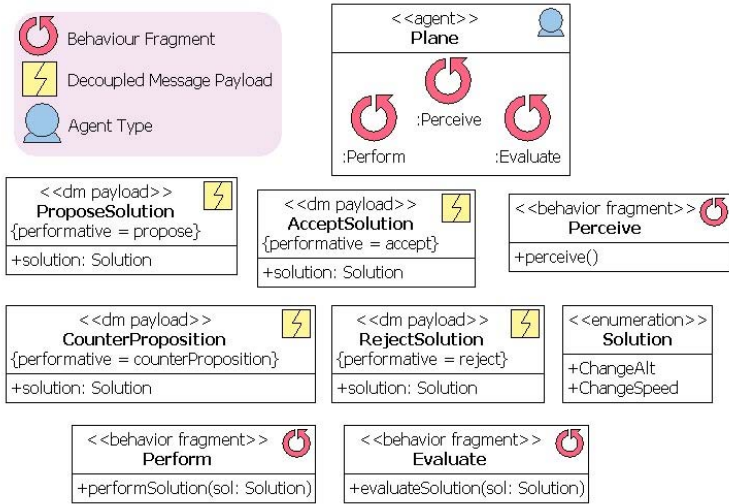 Behaviour Fragment
Decoupled Message Payload
Agent Type
<<agent>>
Plane
:Perceive
:Perform
:Evaluate
<<dm payload>>
ProposeSolution
{performative = propose}
+solution: Solution
<<dm payload>>
AcceptSolution
{performative = accept}
+solution: Solution
<<behavior fragment>>
Perceive
+perceive()
<<dm payload>>
CounterProposition
{performative = counterProposition}
+solution: Solution
<<dm payload>>
RejectSolution
{performative = reject}
+solution: Solution
<<enumeration>>
Solution
+ChangeAlt
+ChangeSpeed
<<behavior fragment>>
Perform
+performSolution(sol: Solution)
<<behavior fragment>>
Evaluate
+evaluateSolution(sol: Solution)